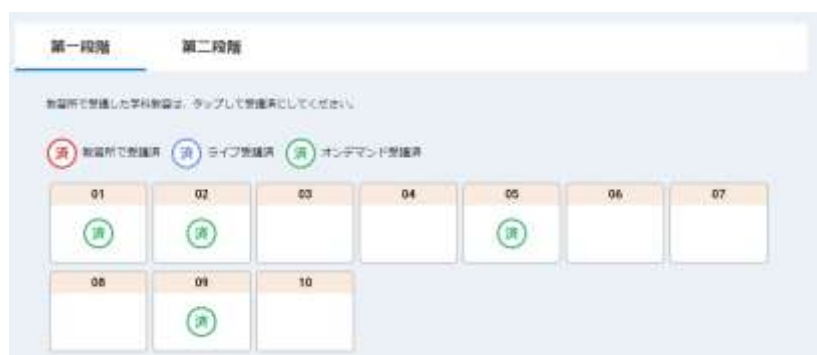 第一段階 第二段階
教習所で受講した学科教習は、タップして受講済にしてください。
済 教習所で受講済 済 ライブ受講済 済 オンデマンド受講済
01 02 03 04 05 06 07
済 済 済
08 09 10
済